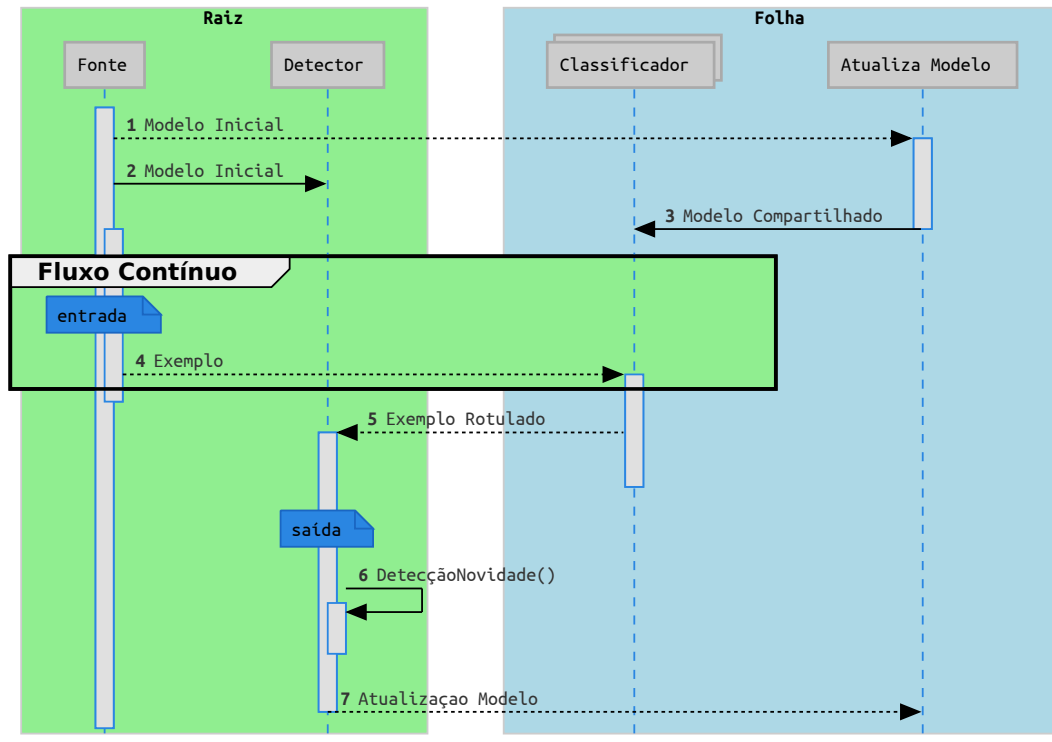 Raiz
Folha
Fonte
Detector
Classificador
Atualiza Modelo
1 Modelo Inicial
2 Modelo Inicial
3 Modelo Compartilhado
Fluxo Contínuo
entrada
4 Exemplo
5 Exemplo Rotulado
saída
6 DetecçãoNovidade()
7 Atualizaçao Modelo